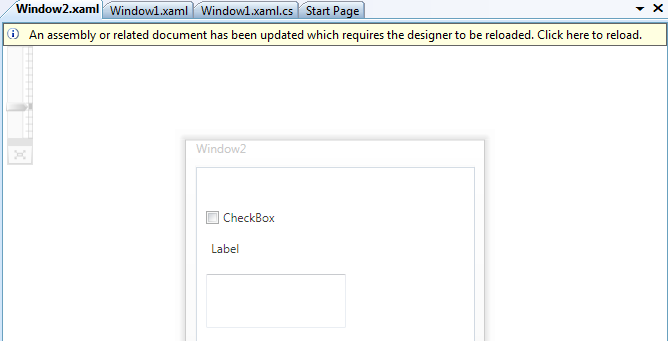 Window2.xaml Window1.xaml Window1.xaml.cs Start Page
An assembly or related document has been updated which requires the designer to be reloaded. Click here to reload.
Window2
CheckBox
Label